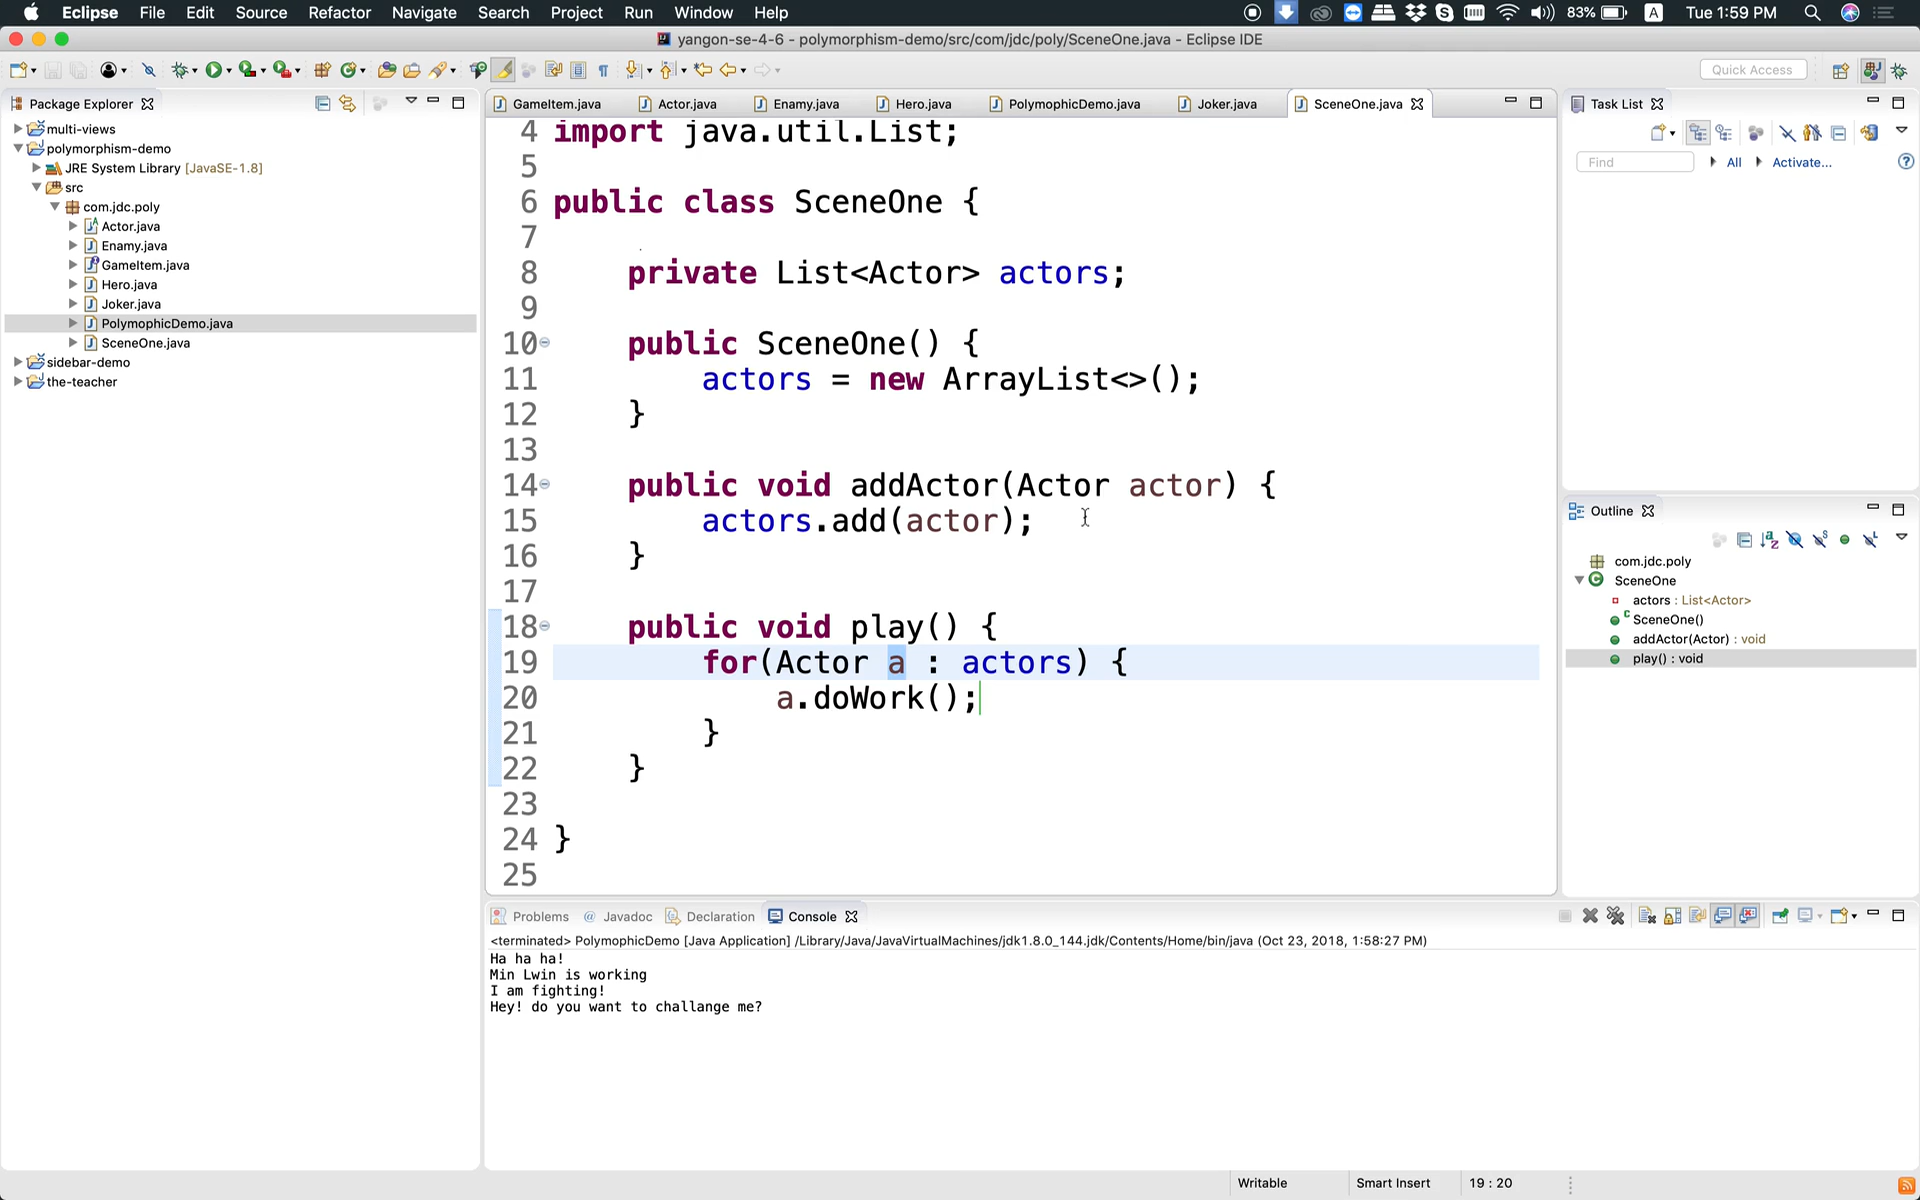 Eclipse File Edit Source Refactor Navigate Search Project Run Window Help 83% A Tue 1:59 PM
yangon-se-4-6 - polymorphism-demo/src/com/jdc/poly/SceneOne.java - Eclipse IDE
Quick Access
Package Explorer
multi-views
polymorphism-demo
JRE System Library [JavaSE-1.8]
src
com.jdc.poly
Actor.java
Enamy.java
GameItem.java
Hero.java
Joker.java
PolymophicDemo.java
SceneOne.java
sidebar-demo
the-teacher
GameItem.java Actor.java Enamy.java Hero.java PolymophicDemo.java Joker.java SceneOne.java
4 import java.util.List;
5
6 public class SceneOne {
7
8 private List<Actor> actors;
9
10 public SceneOne() {
11 actors = new ArrayList<>();
12 }
13
14 public void addActor(Actor actor) {
15 actors.add(actor);
16 }
17
18 public void play() {
19 for(Actor a : actors) {
20 a.doWork();
21 }
22 }
23
24 }
25
Problems @ Javadoc Declaration Console
<terminated> PolymophicDemo [Java Application] /Library/Java/JavaVirtualMachines/jdk1.8.0_144.jdk/Contents/Home/bin/java (Oct 23, 2018, 1:58:27 PM)
Ha ha ha!
Min Lwin is working
I am fighting!
Hey! do you want to challange me?
Task List
Find All Activate...
Outline
com.jdc.poly
SceneOne
actors : List<Actor>
SceneOne()
addActor(Actor) : void
play() : void
Writable Smart Insert 19 : 20